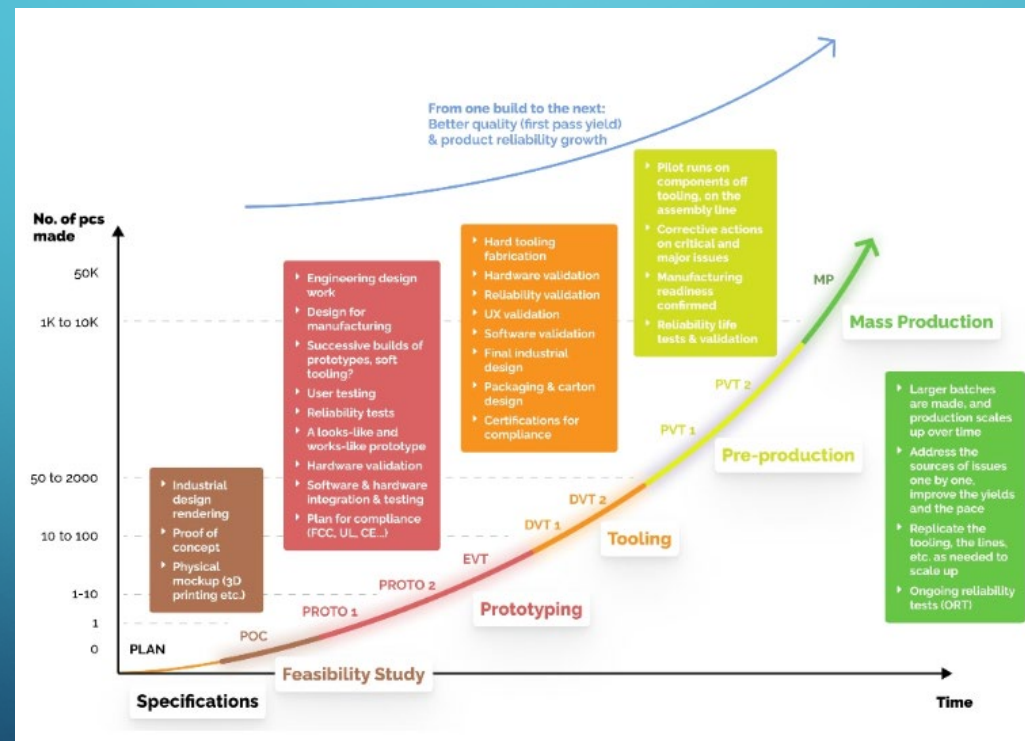 From one build to the next:
Better quality (first pass yield)
& product reliability growth
No. of pcs
made
50K
1K to 10K
50 to 2000
10 to 100
1-10
1
0
PLAN
POC
PROTO 1
PROTO 2
EVT
DVT 1
DVT 2
PVT 1
PVT 2
MP
Specifications
Feasibility Study
Prototyping
Tooling
Pre-production
Mass Production
Time
Industrial
design
rendering
Proof of
concept
Physical
mockup (3D
printing etc.)
Engineering design
work
Design for
manufacturing
Successive builds of
prototypes, soft
tooling?
User testing
Reliability tests
A looks-like and
works-like prototype
Hardware validation
Software & hardware
integration & testing
Plan for compliance
(FCC, UL, CE...)
Hard tooling
fabrication
Hardware validation
Reliability validation
UX validation
Software validation
Final industrial
design
Packaging & carton
design
Certifications for
compliance
Pilot runs on
components off
tooling, on the
assembly line
Corrective actions
on critical and
major issues
Manufacturing
readiness
confirmed
Reliability life
tests & validation
Larger batches
are made, and
production scales
up over time
Address the
sources of issues
one by one,
improve the yields
and the pace
Replicate the
tooling, the lines,
etc. as needed to
scale up
Ongoing reliability
tests (ORT)